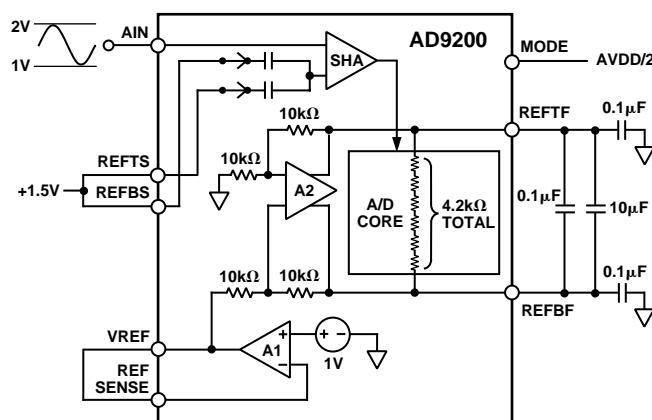 2V
1V
AIN
SHA
AD9200
MODE
AVDD/2
10kΩ
10kΩ
REFTF
0.1μF
REFTS
+1.5V
REFBS
A2
A/D
CORE
4.2kΩ
TOTAL
0.1μF
10μF
10kΩ
10kΩ
0.1μF
REFBF
VREF
A1
+
−
+ −
1V
REF
SENSE